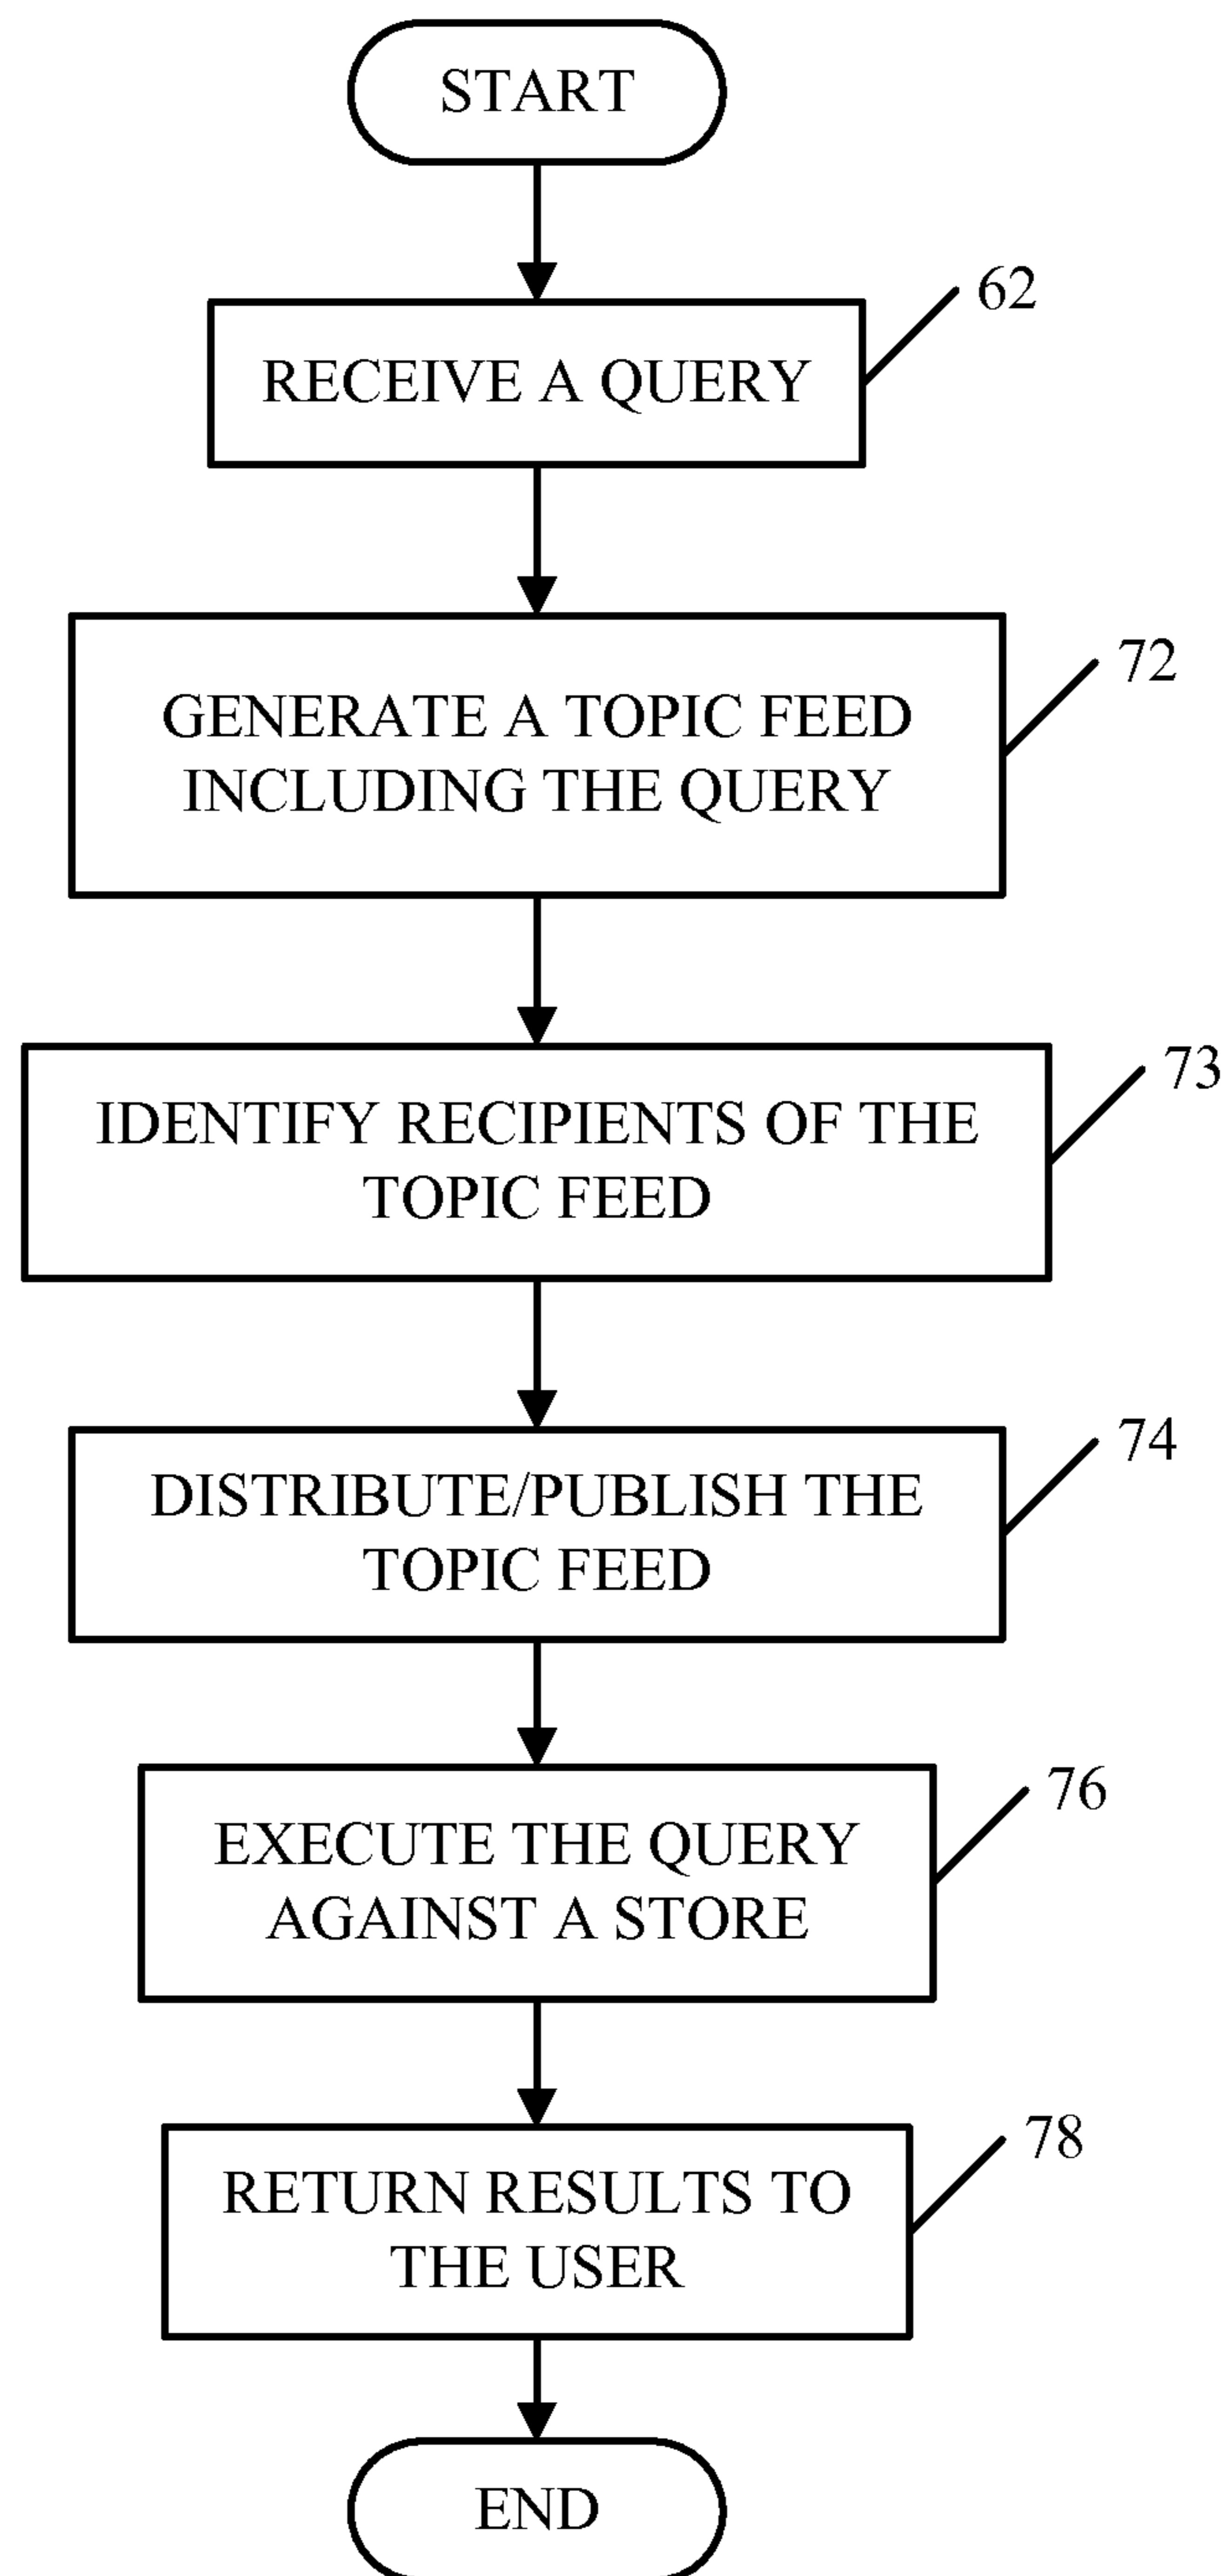 START
62
RECEIVE A QUERY
72
GENERATE A TOPIC FEED
INCLUDING THE QUERY
73
IDENTIFY RECIPIENTS OF THE
TOPIC FEED
74
DISTRIBUTE/PUBLISH THE
TOPIC FEED
76
EXECUTE THE QUERY
AGAINST A STORE
78
RETURN RESULTS TO
THE USER
END